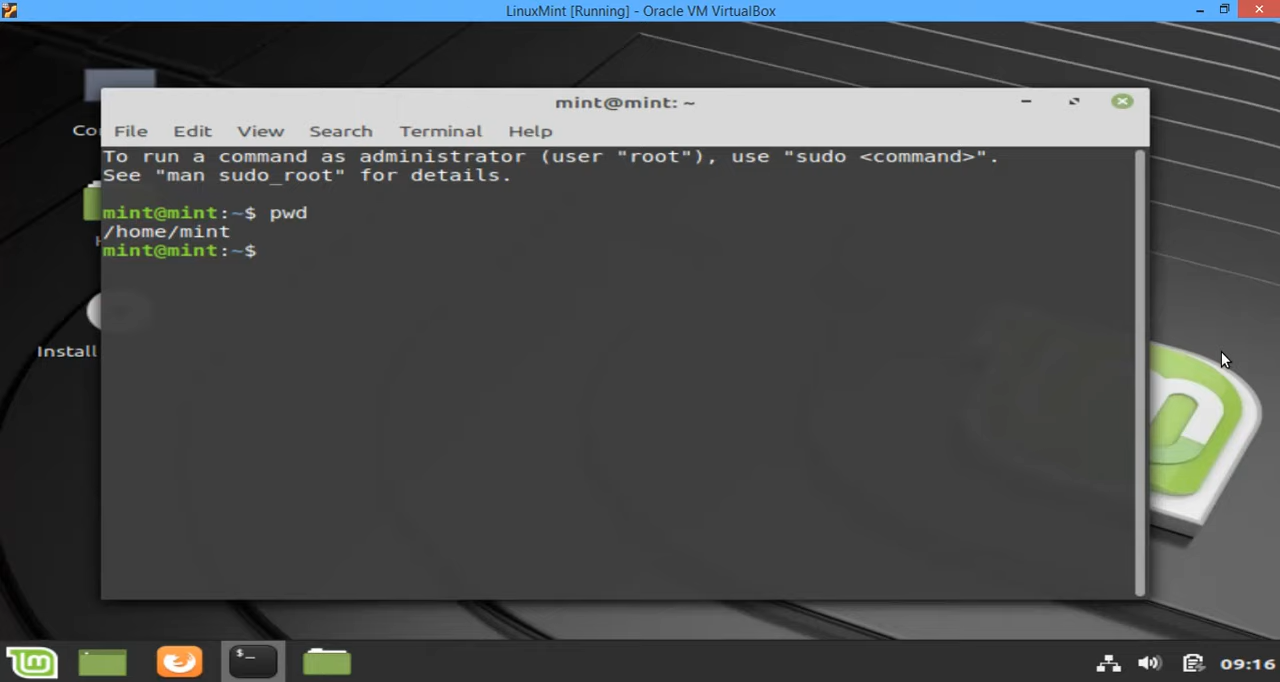 LinuxMint [Running] - Oracle VM VirtualBox
mint@mint: ~
File Edit View Search Terminal Help
To run a command as administrator (user "root"), use "sudo <command>".
See "man sudo_root" for details.
mint@mint:~$ pwd
/home/mint
mint@mint:~$
Install
09:16